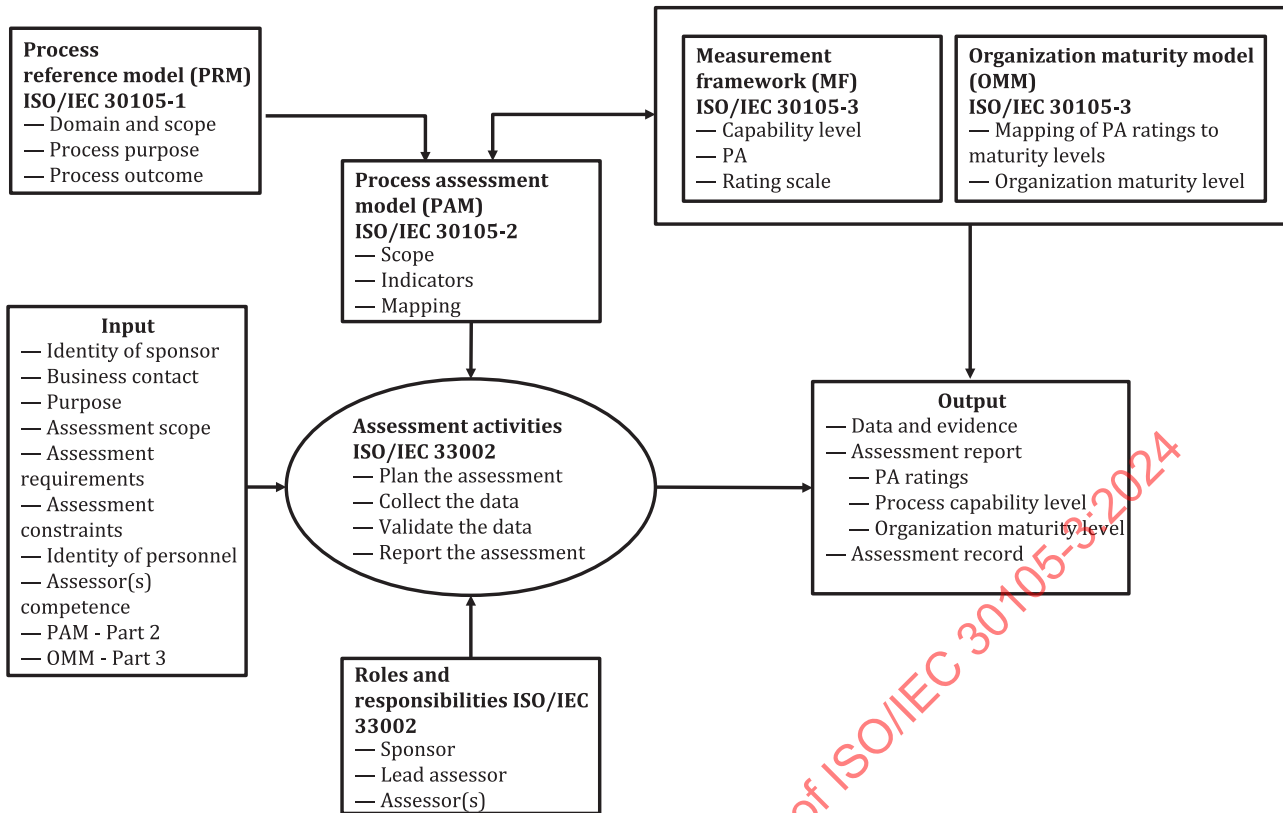 Process
reference model (PRM)
ISO/IEC 30105-1
— Domain and scope
— Process purpose
— Process outcome
Measurement
framework (MF)
ISO/IEC 30105-3
— Capability level
— PA
— Rating scale
Organization maturity model
(OMM)
ISO/IEC 30105-3
— Mapping of PA ratings to
maturity levels
— Organization maturity level
Process assessment
model (PAM)
ISO/IEC 30105-2
— Scope
— Indicators
— Mapping
Input
— Identity of sponsor
— Business contact
— Purpose
— Assessment scope
— Assessment
requirements
— Assessment
constraints
— Identity of personnel
— Assessor(s)
competence
— PAM - Part 2
— OMM - Part 3
Assessment activities
ISO/IEC 33002
— Plan the assessment
— Collect the data
— Validate the data
— Report the assessment
Output
— Data and evidence
— Assessment report
— PA ratings
— Process capability level
— Organization maturity level
— Assessment record
Roles and
responsibilities ISO/IEC
33002
— Sponsor
— Lead assessor
— Assessor(s)
of ISO/IEC 30105-3:2024